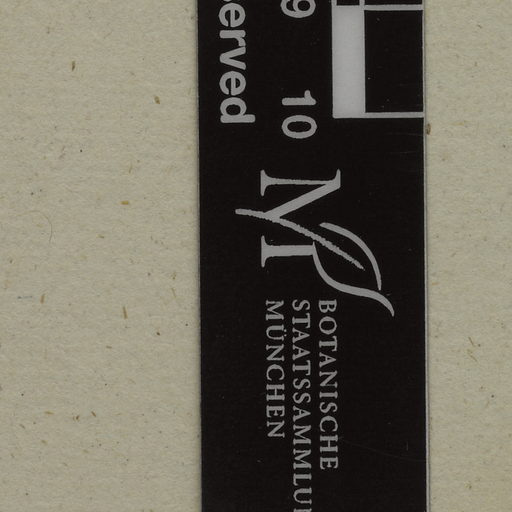 erved
9 10
BOTANISCHE
STAATSSAMMLU
MÜNCHEN